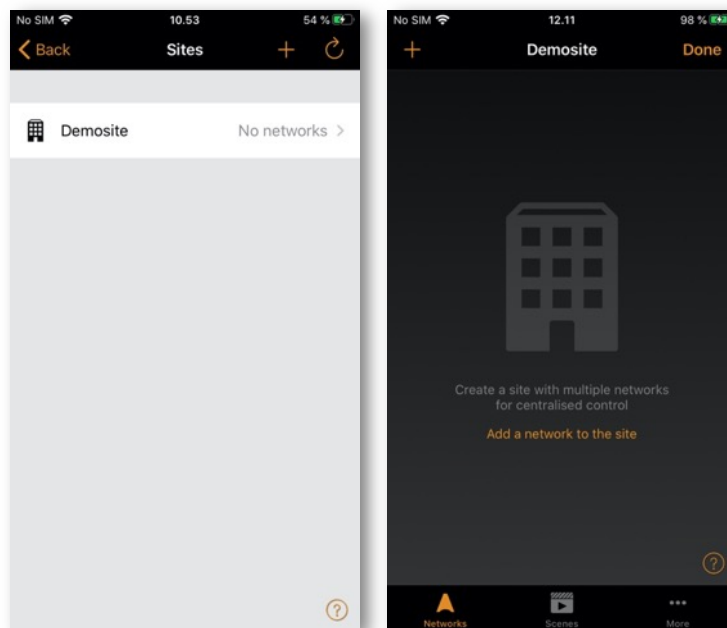 No SIM 10.53 54 %
Back Sites
Demosite No networks
?
No SIM 12.11 98 %
Demosite Done
Create a site with multiple networks
for centralised control
Add a network to the site
?
Networks Scenes More